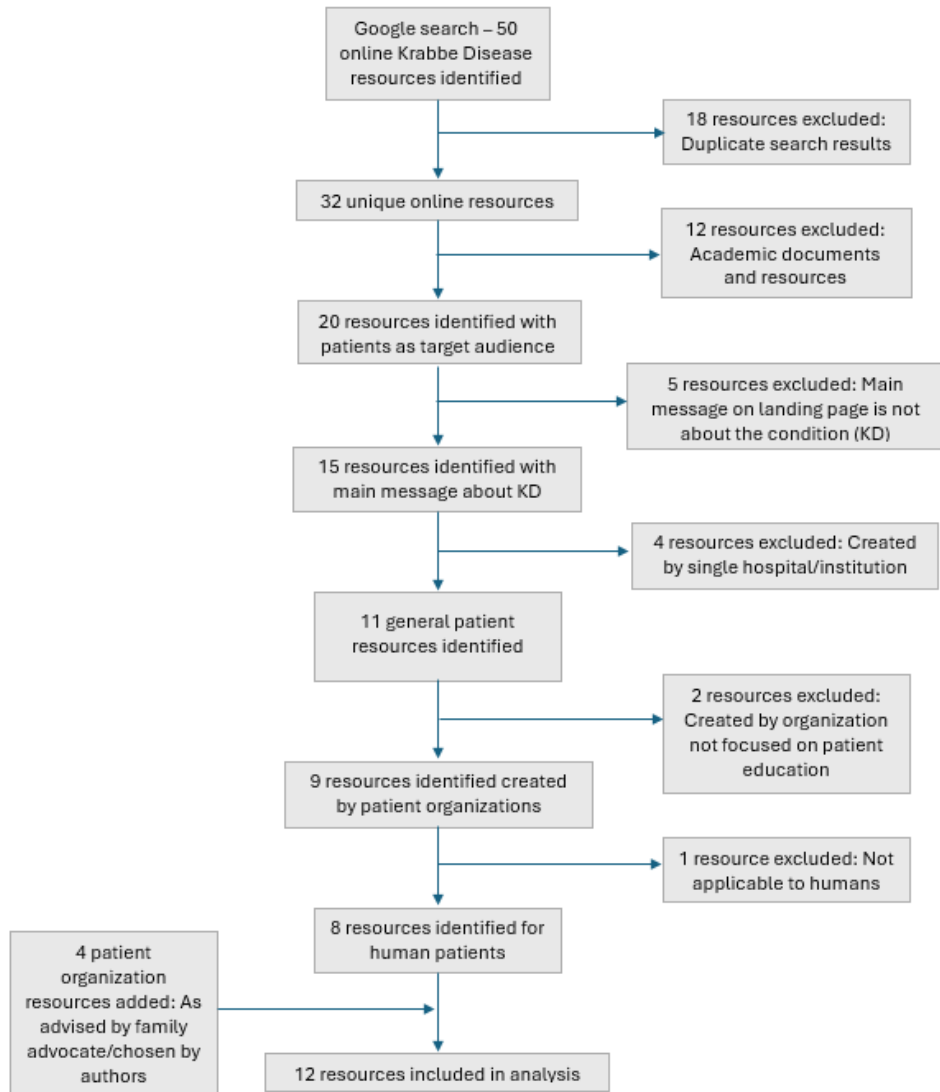 Google search – 50
online Krabbe Disease
resources identified
18 resources excluded:
Duplicate search results
32 unique online resources
12 resources excluded:
Academic documents
and resources
20 resources identified with
patients as target audience
5 resources excluded: Main
message on landing page is not
about the condition (KD)
15 resources identified with
main message about KD
4 resources excluded: Created
by single hospital/institution
11 general patient
resources identified
2 resources excluded:
Created by organization
not focused on patient
education
9 resources identified created
by patient organizations
1 resource excluded: Not
applicable to humans
8 resources identified for
human patients
4 patient
organization
resources added: As
advised by family
advocate/chosen by
authors
12 resources included in analysis